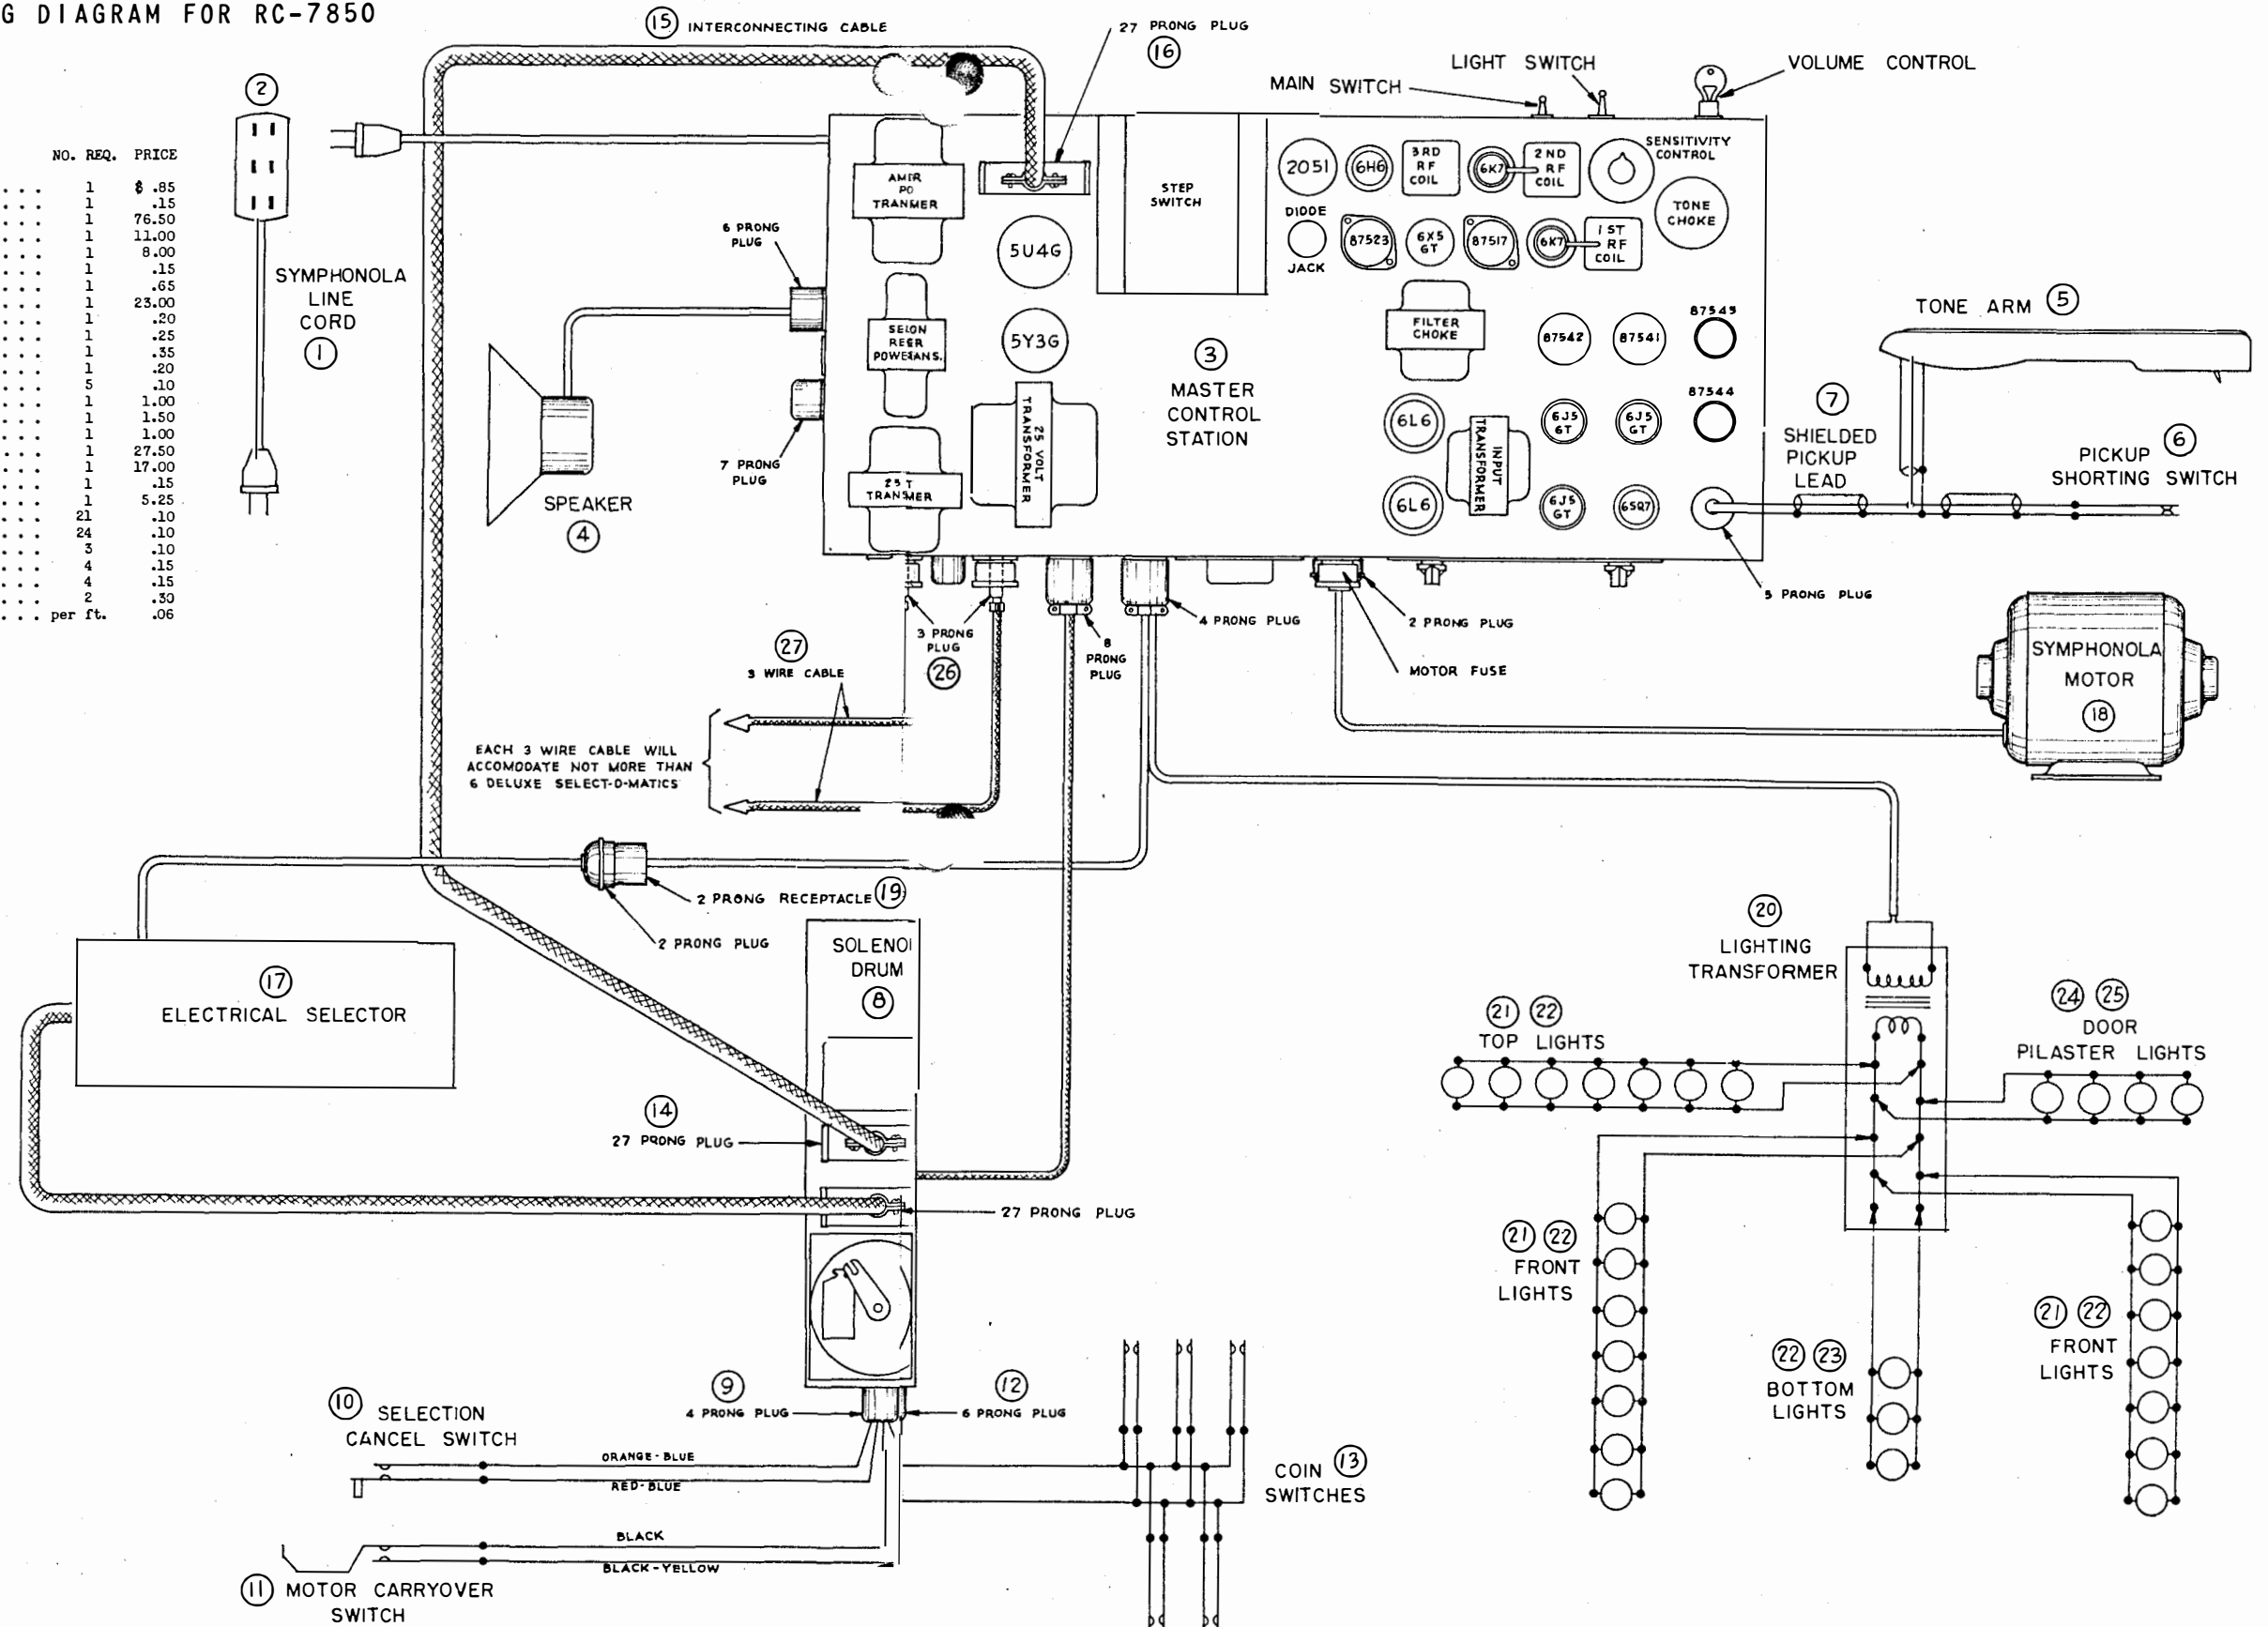 G DIAGRAM FOR RC-7850
NO. REQ. PRICE
. . . 1 $ .85
. . . 1 .15
. . . 1 76.50
. . . 1 11.00
. . . 1 8.00
. . . 1 .15
. . . 1 .65
. . . 1 23.00
. . . 1 .20
. . . 1 .25
. . . 1 .35
. . . 1 .20
. . . 5 .10
. . . 1 1.00
. . . 1 1.50
. . . 1 1.00
. . . 1 27.50
. . . 1 17.00
. . . 1 .15
. . . 1 5.25
. . . 21 .10
. . . 24 .10
. . . 3 .10
. . . 4 .15
. . . 4 .15
. . . 2 .30
. . . per ft. .06
2
SYMPHONOLA
LINE
CORD
1
15 INTERCONNECTING CABLE
27 PRONG PLUG
16
MAIN SWITCH
LIGHT SWITCH
VOLUME CONTROL
AMIR
PO
TRANMER
STEP
SWITCH
2051
6H6
3RD
RF
COIL
6K7
2ND
RF
COIL
SENSITIVITY
CONTROL
TONE
CHOKE
DIODE
JACK
87523
6X5
GT
87517
6K7
1ST
RF
COIL
6 PRONG
PLUG
5U4G
SELON
REER
POWERANS.
5Y3G
3
MASTER
CONTROL
STATION
FILTER
CHOKE
87542
87541
87543
87544
25 VOLT
TRANSFORMER
6L6
INPUT
TRANSFORMER
6J5
GT
6J5
GT
7 PRONG
PLUG
25 T
TRANMER
6L6
6J5
GT
6SQ7
SPEAKER
4
TONE ARM 5
7
SHIELDED
PICKUP
LEAD
6
PICKUP
SHORTING SWITCH
5 PRONG PLUG
3 PRONG
PLUG
26
8
PRONG
PLUG
4 PRONG PLUG
2 PRONG PLUG
MOTOR FUSE
SYMPHONOLA
MOTOR
18
27
3 WIRE CABLE
EACH 3 WIRE CABLE WILL
ACCOMODATE NOT MORE THAN
6 DELUXE SELECT-O-MATICS
2 PRONG RECEPTACLE 19
2 PRONG PLUG
17
ELECTRICAL SELECTOR
SOLENOI
DRUM
8
14
27 PRONG PLUG
27 PRONG PLUG
20
LIGHTING
TRANSFORMER
21 22
TOP LIGHTS
24 25
DOOR
PILASTER LIGHTS
21 22
FRONT
LIGHTS
22 23
BOTTOM
LIGHTS
21 22
FRONT
LIGHTS
9
4 PRONG PLUG
12
6 PRONG PLUG
10 SELECTION
CANCEL SWITCH
ORANGE-BLUE
RED-BLUE
BLACK
BLACK-YELLOW
11 MOTOR CARRYOVER
SWITCH
COIN 13
SWITCHES